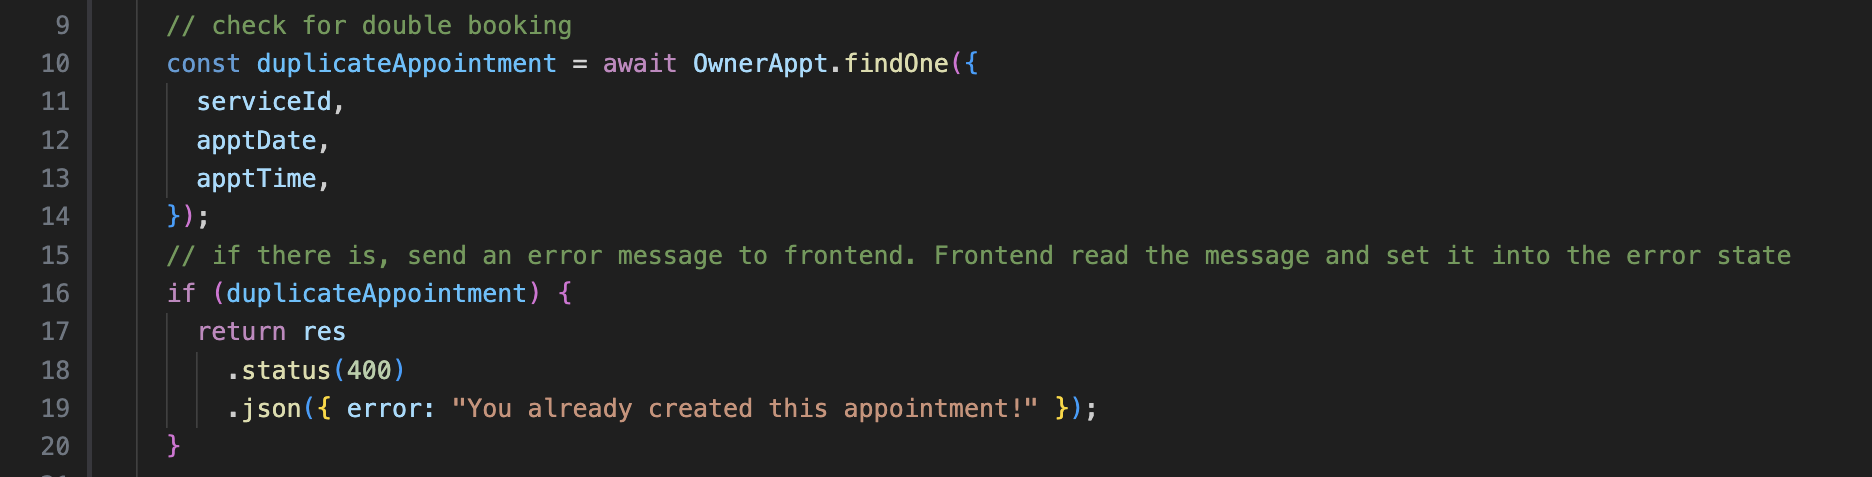 9 // check for double booking
10 const duplicateAppointment = await OwnerAppt.findOne({
11 serviceId,
12 apptDate,
13 apptTime,
14 });
15 // if there is, send an error message to frontend. Frontend read the message and set it into the error state
16 if (duplicateAppointment) {
17 return res
18 .status(400)
19 .json({ error: "You already created this appointment!" });
20 }